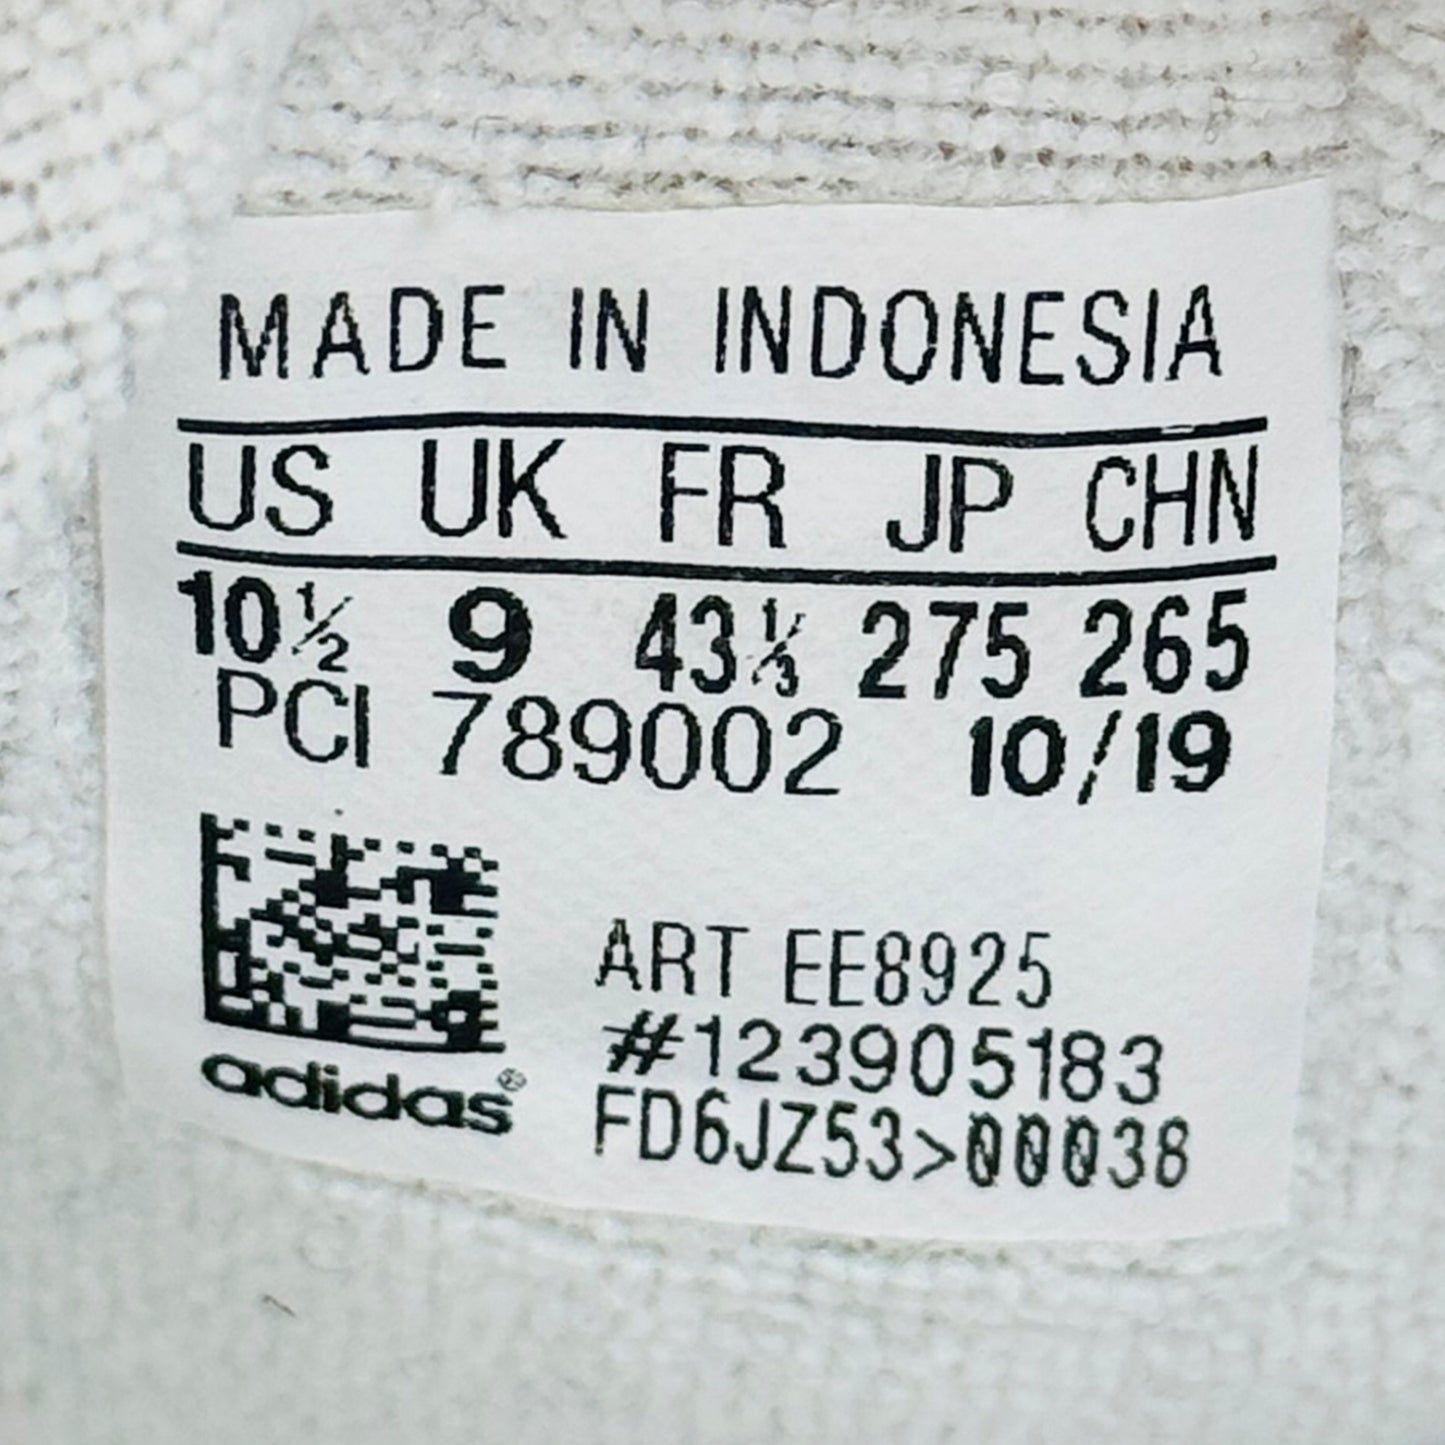 MADE IN INDONESIA
US UK FR JP CHN
10½ 9 43⅓ 275 265
PCI 789002 10/19
ART EE8925
#123905183
adidas®
FD6JZ53>00038